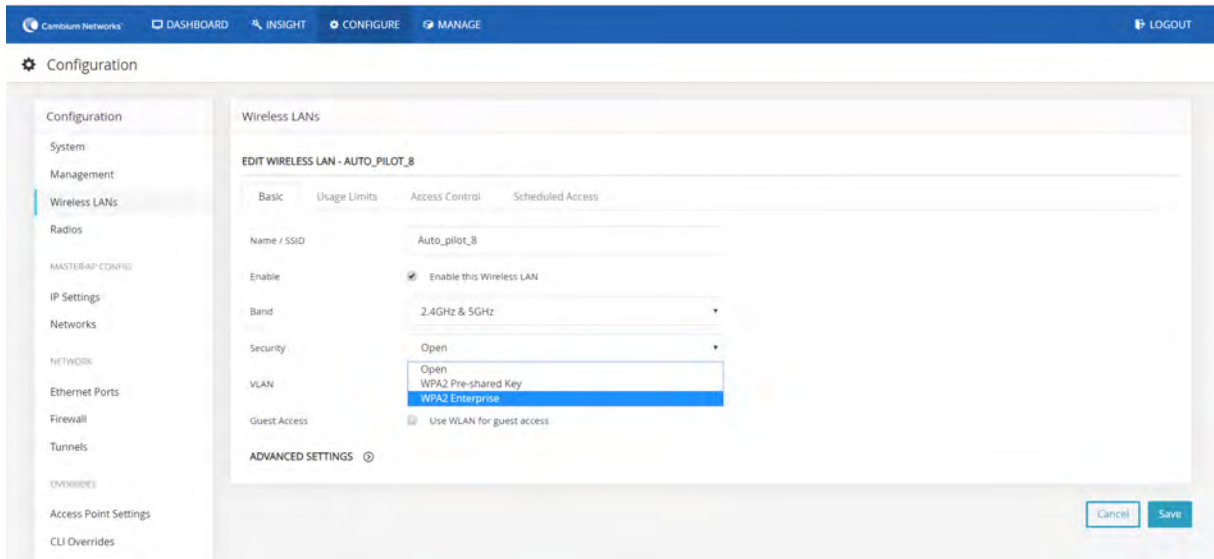 Cambium Networks™ DASHBOARD INSIGHT CONFIGURE MANAGE LOGOUT
Configuration
Configuration
System
Management
Wireless LANs
Radios
MASTER-AP CONFIG
IP Settings
Networks
NETWORK
Ethernet Ports
Firewall
Tunnels
OVERRIDES
Access Point Settings
CLI Overrides
Wireless LANs
EDIT WIRELESS LAN - AUTO_PILOT_8
Basic Usage Limits Access Control Scheduled Access
Name / SSID Auto_pilot_8
Enable Enable this Wireless LAN
Band 2.4GHz & 5GHz
Security Open
Open
VLAN WPA2 Pre-shared Key
WPA2 Enterprise
Guest Access Use WLAN for guest access
ADVANCED SETTINGS
Cancel Save